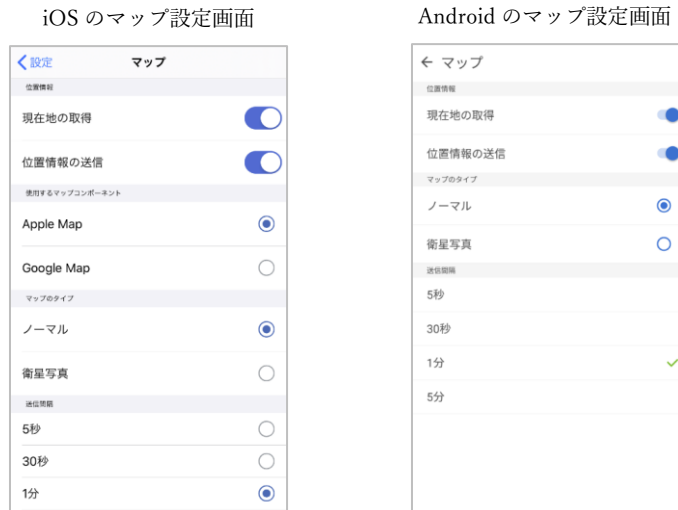 iOS のマップ設定画面
設定
マップ
位置情報
現在地の取得
位置情報の送信
使用するマップコンポーネント
Apple Map
Google Map
マップのタイプ
ノーマル
衛星写真
送信間隔
5秒
30秒
1分
Android のマップ設定画面
マップ
位置情報
現在地の取得
位置情報の送信
マップのタイプ
ノーマル
衛星写真
送信間隔
5秒
30秒
1分
5分